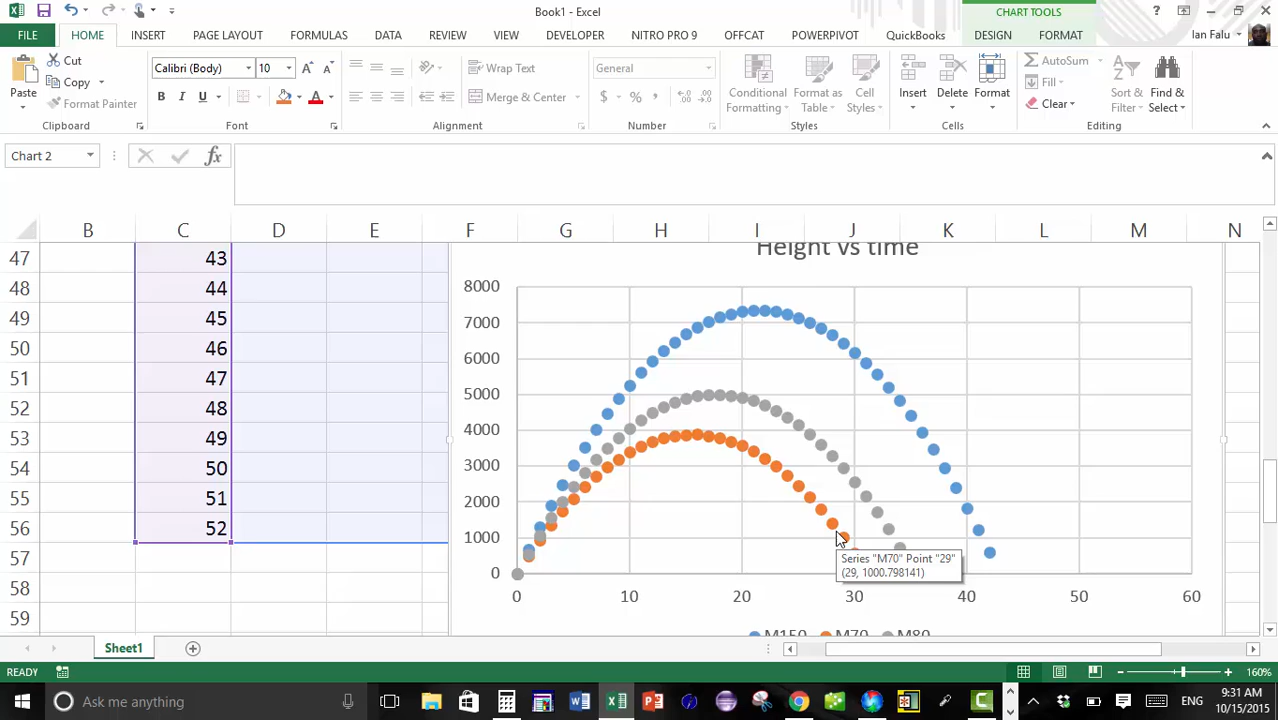 Book1 - Excel
CHART TOOLS
?
FILE HOME INSERT PAGE LAYOUT FORMULAS DATA REVIEW VIEW DEVELOPER NITRO PRO 9 OFFCAT POWERPIVOT QuickBooks DESIGN FORMAT Ian Falu
Paste
Cut
Copy
Format Painter
Calibri (Body) 10
B I U
Wrap Text
Merge & Center
General
$ % ,
Conditional Formatting
Format as Table
Cell Styles
Insert Delete Format
AutoSum
Fill
Clear
Sort & Filter
Find & Select
Clipboard Font Alignment Number Styles Cells Editing
Chart 2 fx
B C D E F G H I J K L M N
47 43
48 44
49 45
50 46
51 47
52 48
53 49
54 50
55 51
56 52
57
58
59
Height vs time
8000
7000
6000
5000
4000
3000
2000
1000
0
0 10 20 30 40 50 60
Series "M70" Point "29"
(29, 1000.798141)
M150 M70 M80
Sheet1
READY 160%
Ask me anything
ENG
9:31 AM
10/15/2015